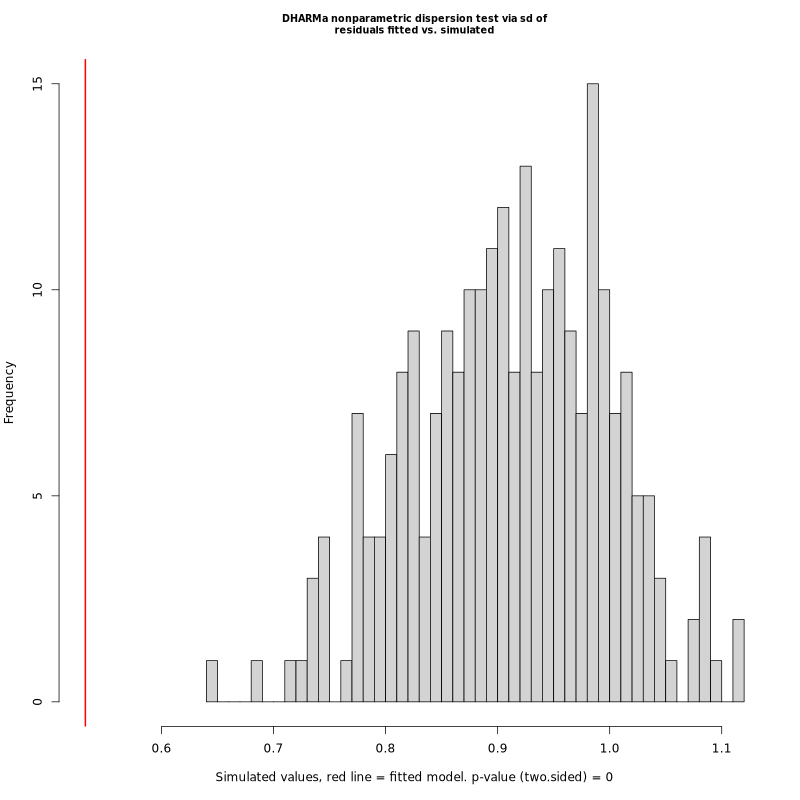 DHARMa nonparametric dispersion test via sd of
residuals fitted vs. simulated
Frequency
15
10
5
0
0.6 0.7 0.8 0.9 1.0 1.1
Simulated values, red line = fitted model. p-value (two.sided) = 0